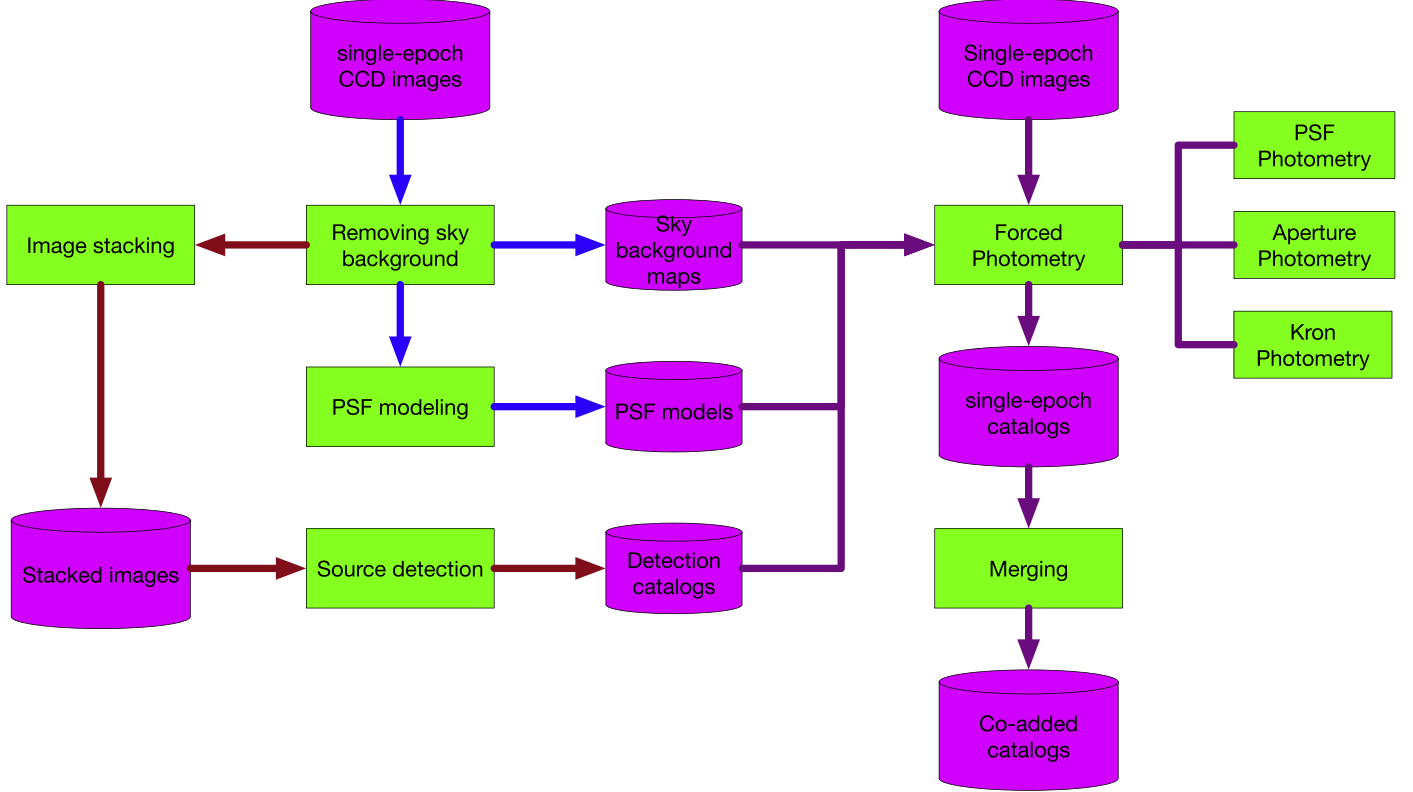 single-epoch
CCD images
Single-epoch
CCD images
PSF
Photometry
Image stacking
Removing sky
background
Sky
background
maps
Forced
Photometry
Aperture
Photometry
Kron
Photometry
PSF modeling
PSF models
single-epoch
catalogs
Stacked images
Source detection
Detection
catalogs
Merging
Co-added
catalogs